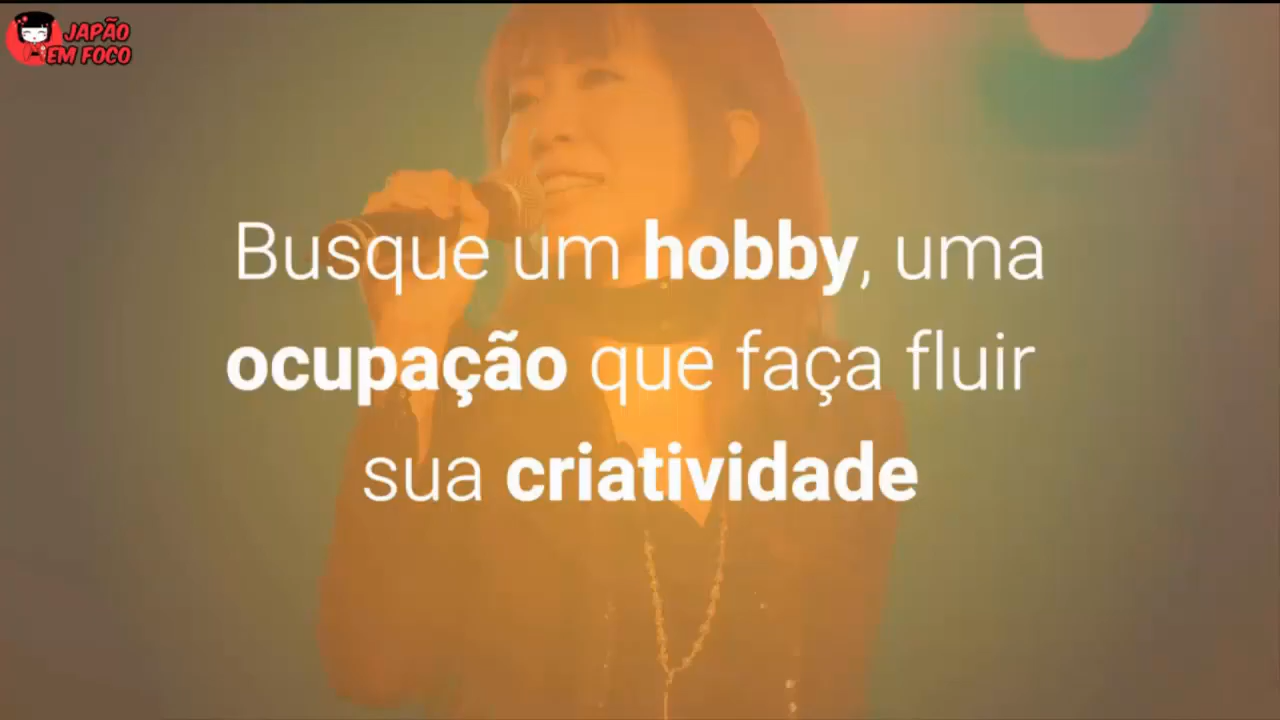 JAPÃO
EM FOCO
Busque um hobby, uma
ocupação que faça fluir
sua criatividade